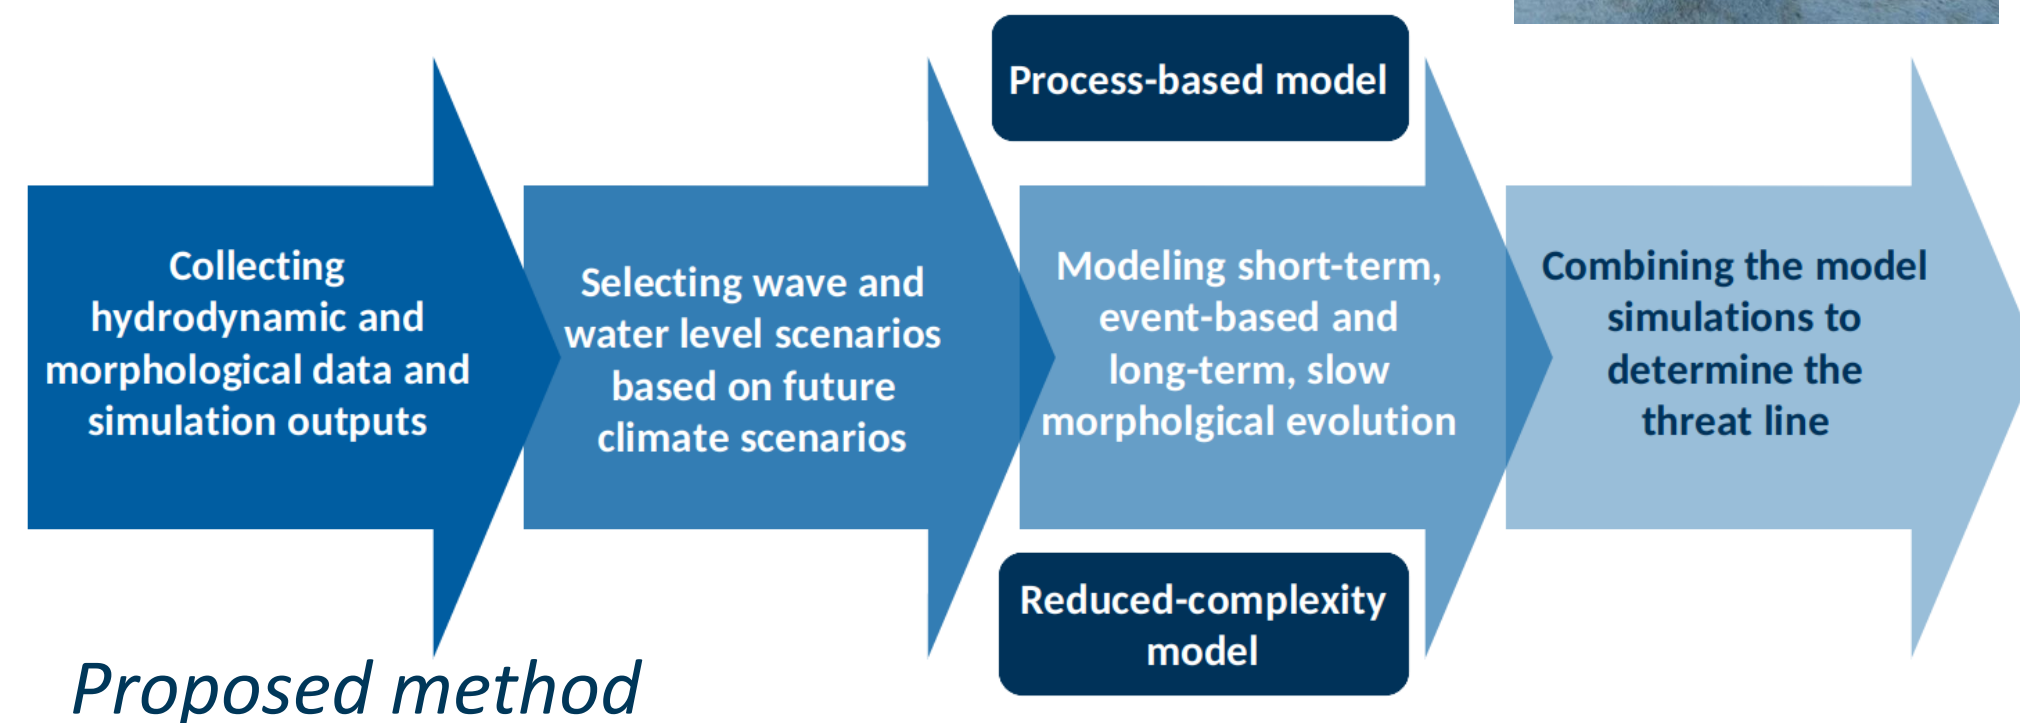 Process-based model
Collecting
hydrodynamic and
morphological data and
simulation outputs
Selecting wave and
water level scenarios
based on future
climate scenarios
Modeling short-term,
event-based and
long-term, slow
morpholgical evolution
Combining the model
simulations to
determine the
threat line
Reduced-complexity
model
Proposed method